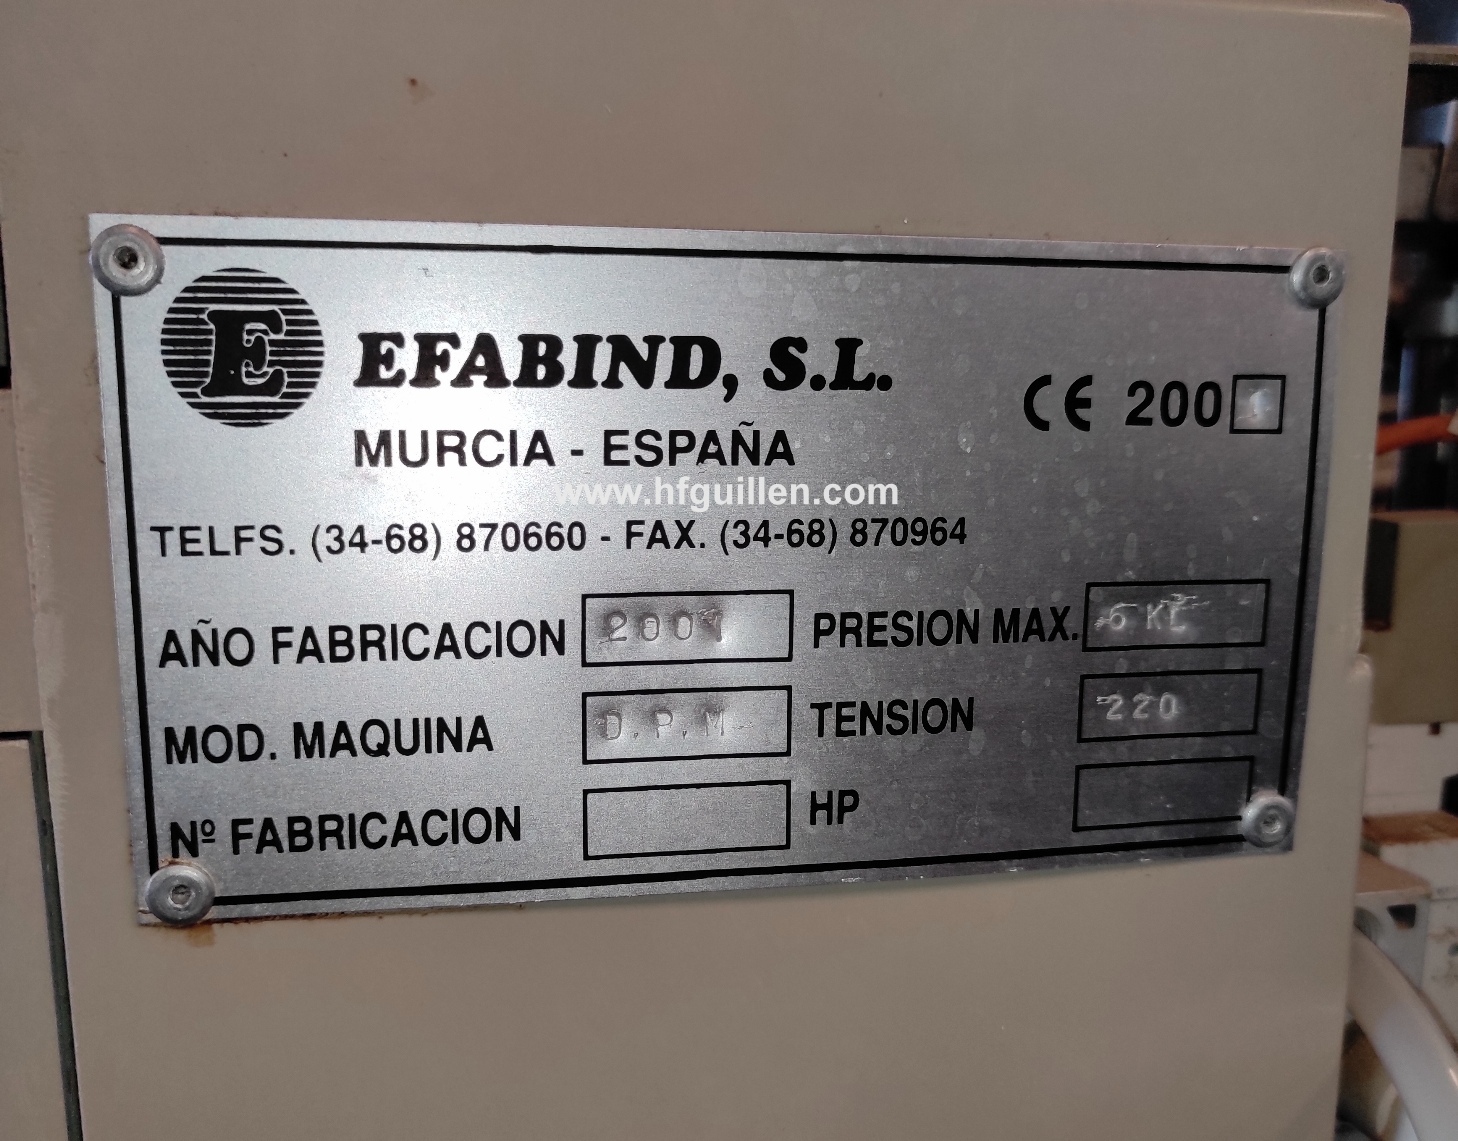 E
EFABIND, S.L.
MURCIA - ESPAÑA
CE 200
www.hfguillen.com
TELFS. (34-68) 870660 - FAX. (34-68) 870964
AÑO FABRICACION PRESION MAX.
MOD. MAQUINA D.P.M TENSION 220
Nº FABRICACION HP